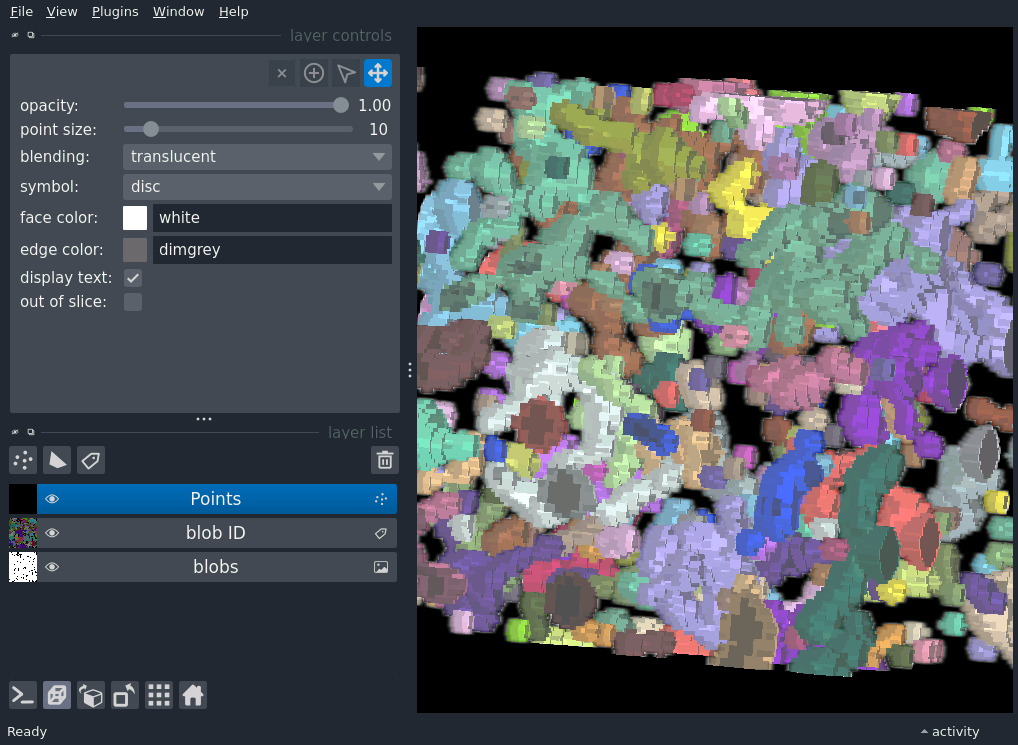 File View Plugins Window Help
layer controls
opacity: 1.00
point size: 10
blending: translucent
symbol: disc
face color: white
edge color: dimgrey
display text:
out of slice:
layer list
Points
blob ID
blobs
Ready activity